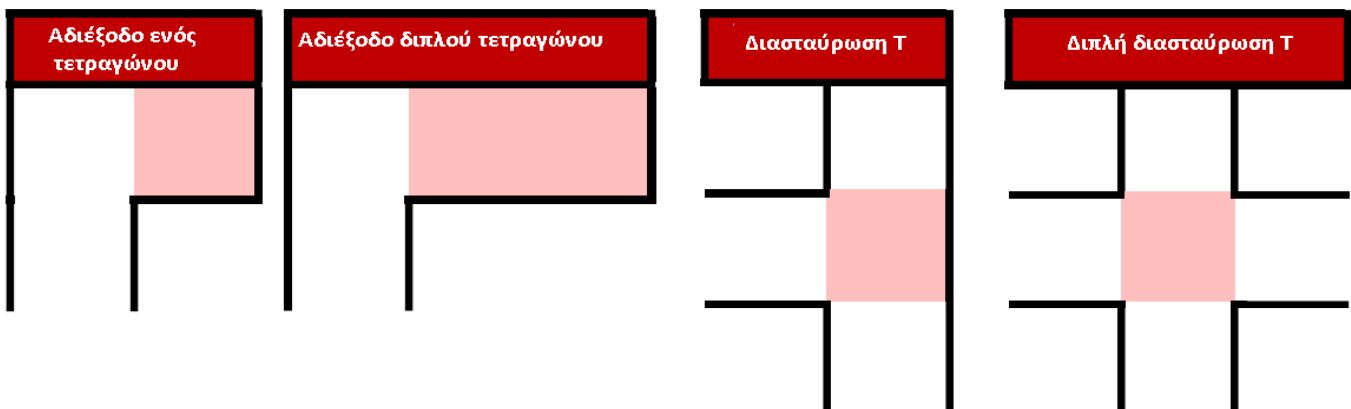 Αδιέξοδο ενός
τετραγώνου
Αδιέξοδο διπλού τετραγώνου
Διασταύρωση Τ
Διπλή διασταύρωση Τ